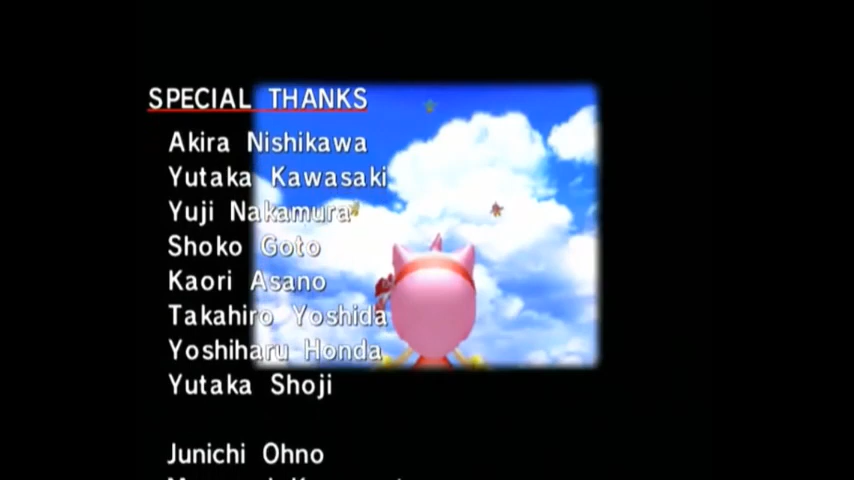 SPECIAL THANKS
Akira Nishikawa
Yutaka Kawasaki
Yuji Nakamura
Shoko Goto
Kaori Asano
Takahiro Yoshida
Yoshiharu Honda
Yutaka Shoji
Junichi Ohno